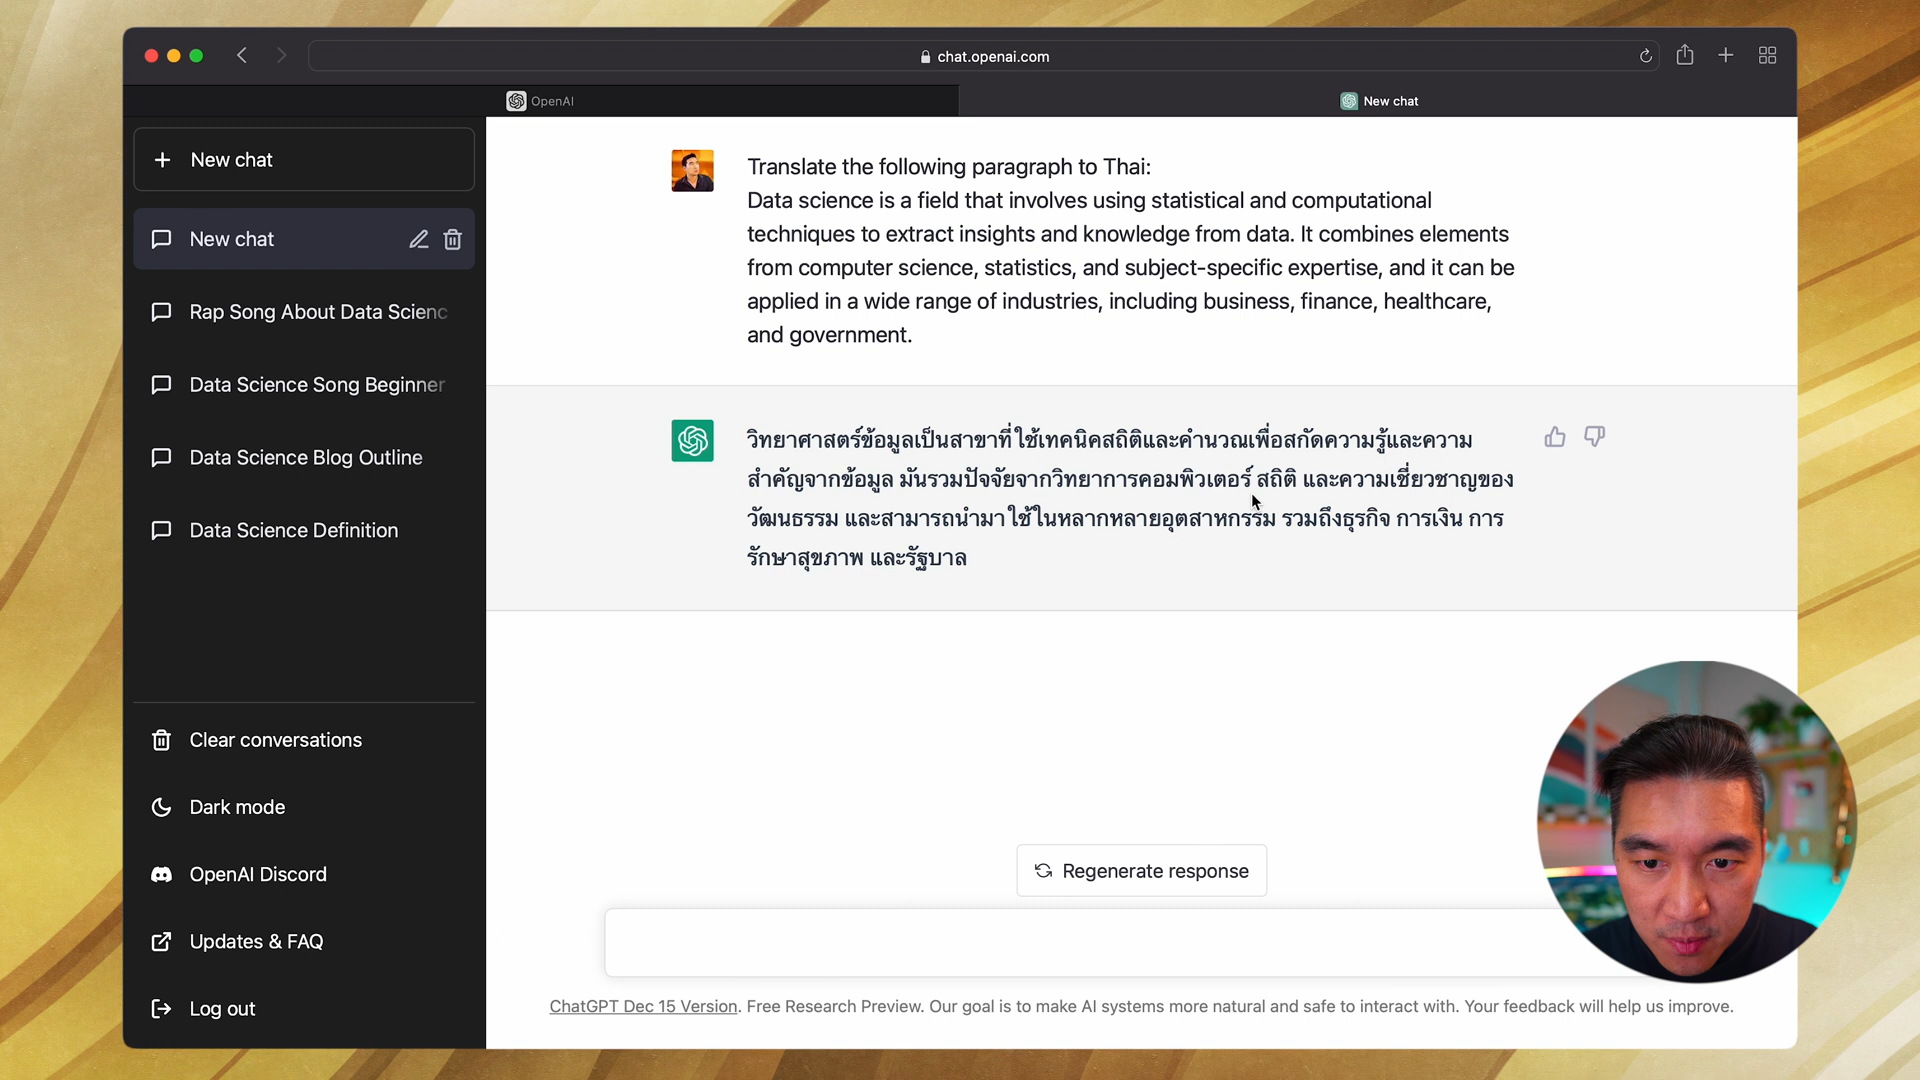 chat.openai.com
OpenAI
New chat
New chat
New chat
Rap Song About Data Scienc
Data Science Song Beginner
Data Science Blog Outline
Data Science Definition
Clear conversations
Dark mode
OpenAI Discord
Updates & FAQ
Log out
Translate the following paragraph to Thai:
Data science is a field that involves using statistical and computational
techniques to extract insights and knowledge from data. It combines elements
from computer science, statistics, and subject-specific expertise, and it can be
applied in a wide range of industries, including business, finance, healthcare,
and government.
วิทยาศาสตร์ข้อมูลเป็นสาขาที่ใช้เทคนิคสถิติและคำนวณเพื่อสกัดความรู้และความ
สำคัญจากข้อมูล มันรวมปัจจัยจากวิทยาการคอมพิวเตอร์ สถิติ และความเชี่ยวชาญของ
วัฒนธรรม และสามารถนำมาใช้ในหลากหลายอุตสาหกรรม รวมถึงธุรกิจ การเงิน การ
รักษาสุขภาพ และรัฐบาล
Regenerate response
ChatGPT Dec 15 Version. Free Research Preview. Our goal is to make AI systems more natural and safe to interact with. Your feedback will help us improve.